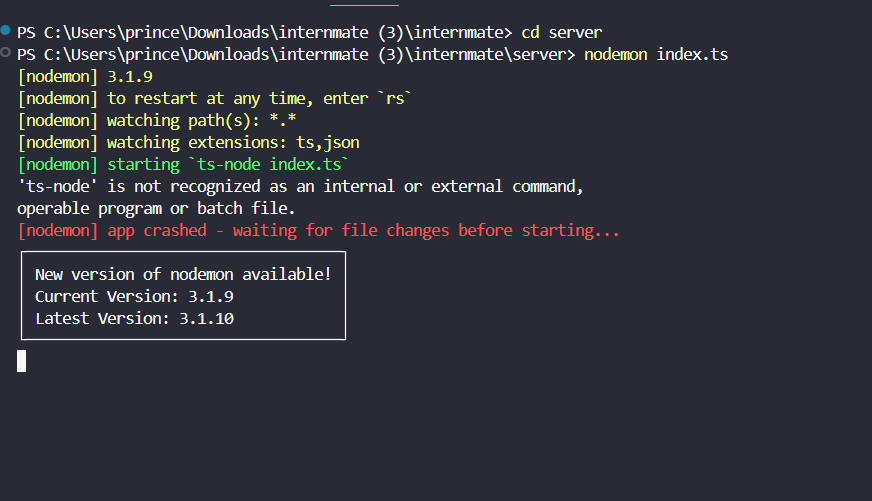 PS C:\Users\prince\Downloads\internmate (3)\internmate> cd server
PS C:\Users\prince\Downloads\internmate (3)\internmate\server> nodemon index.ts
[nodemon] 3.1.9
[nodemon] to restart at any time, enter `rs`
[nodemon] watching path(s): *.*
[nodemon] watching extensions: ts,json
[nodemon] starting `ts-node index.ts`
'ts-node' is not recognized as an internal or external command,
operable program or batch file.
[nodemon] app crashed - waiting for file changes before starting...
New version of nodemon available!
Current Version: 3.1.9
Latest Version: 3.1.10